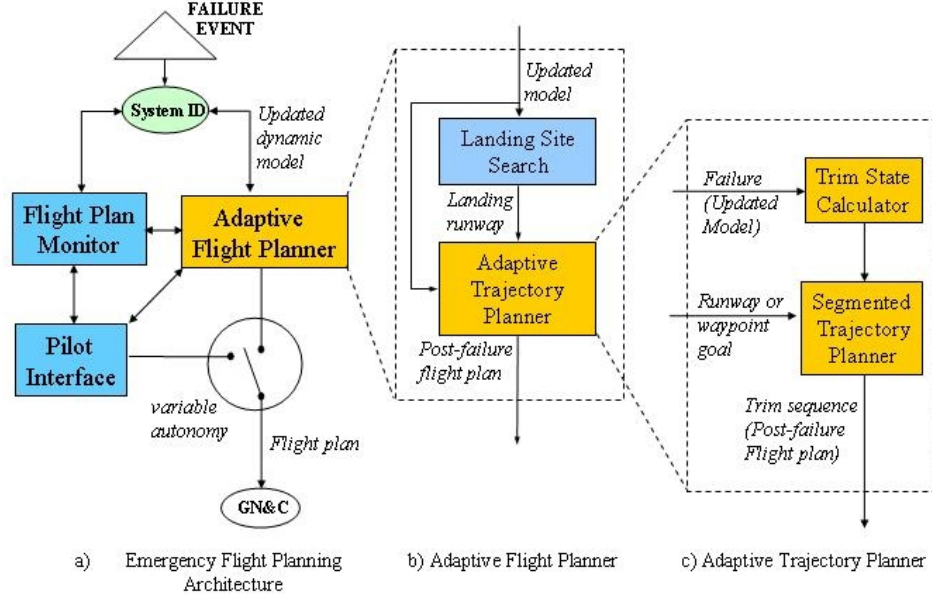 FAILURE
EVENT
System ID
Updated
dynamic
model
Flight Plan
Monitor
Adaptive
Flight Planner
Pilot
Interface
variable
autonomy
Flight plan
GN&C
a) Emergency Flight Planning
Architecture
Updated
model
Landing Site
Search
Landing
runway
Adaptive
Trajectory
Planner
Post-failure
flight plan
b) Adaptive Flight Planner
Failure
(Updated
Model)
Trim State
Calculator
Runway or
waypoint
goal
Segmented
Trajectory
Planner
Trim sequence
(Post-failure
Flight plan)
c) Adaptive Trajectory Planner